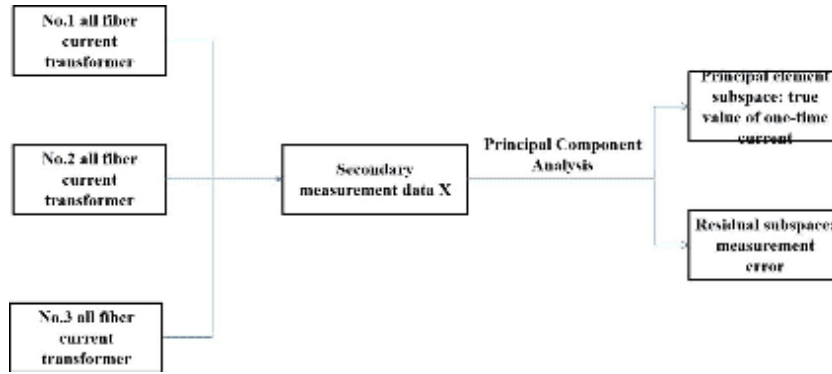 No.1 all fiber
current
transformer
No.2 all fiber
current
transformer
No.3 all fiber
current
transformer
Secondary
measurement data X
Principal Component
Analysis
Principal element
subspace: true
value of one-time
current
Residual subspace:
measurement
error